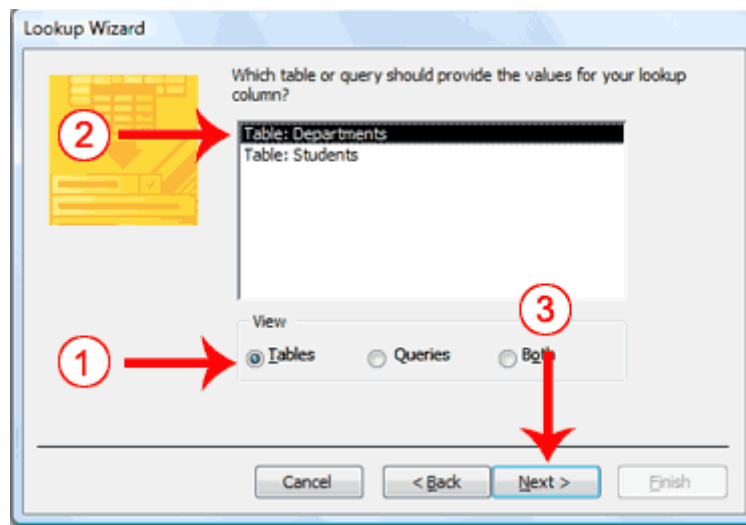 Lookup Wizard
Which table or query should provide the values for your lookup
column?
2
Table: Departments
Table: Students
3
View
1
Tables Queries Both
Cancel < Back Next > Finish